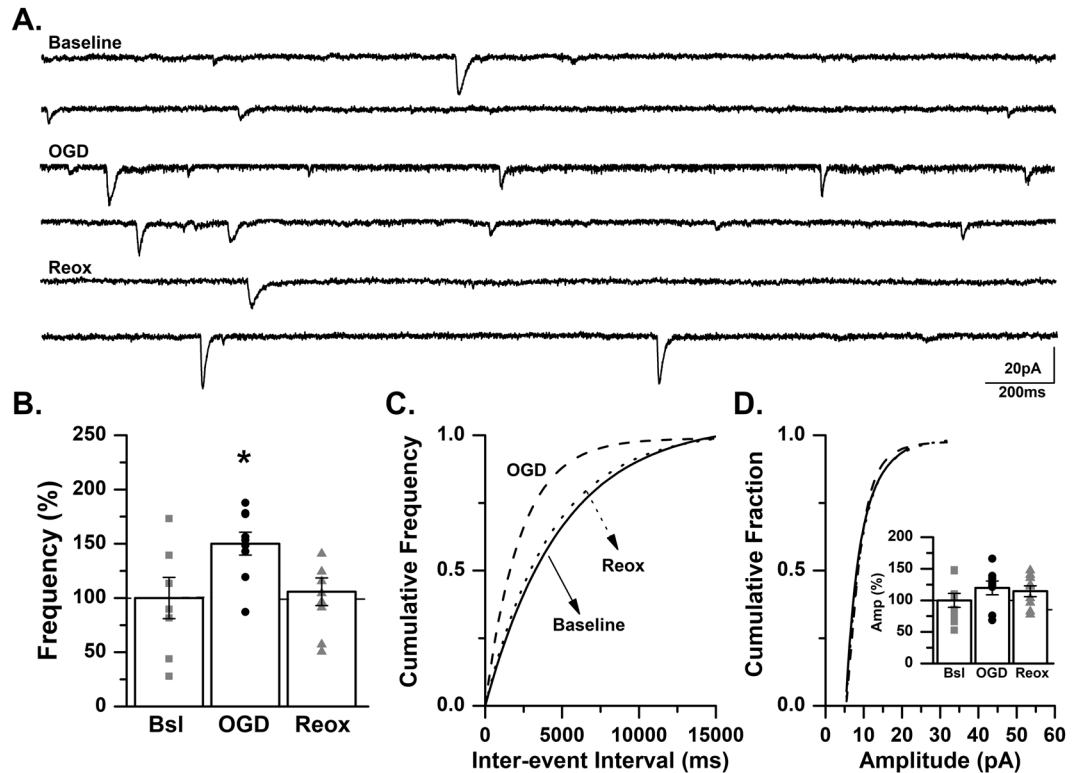 A.
Baseline
OGD
Reox
20pA
200ms
B.
Frequency (%)
250
200
150
100
50
0
*
Bsl
OGD
Reox
C.
Cumulative Frequency
1.0
0.5
0.0
OGD
Reox
Baseline
0
5000
10000
15000
Inter-event Interval (ms)
D.
Cumulative Fraction
1.0
0.5
0.0
0
10
20
30
40
50
60
Amplitude (pA)
Amp (%)
200
150
100
50
0
Bsl
OGD
Reox